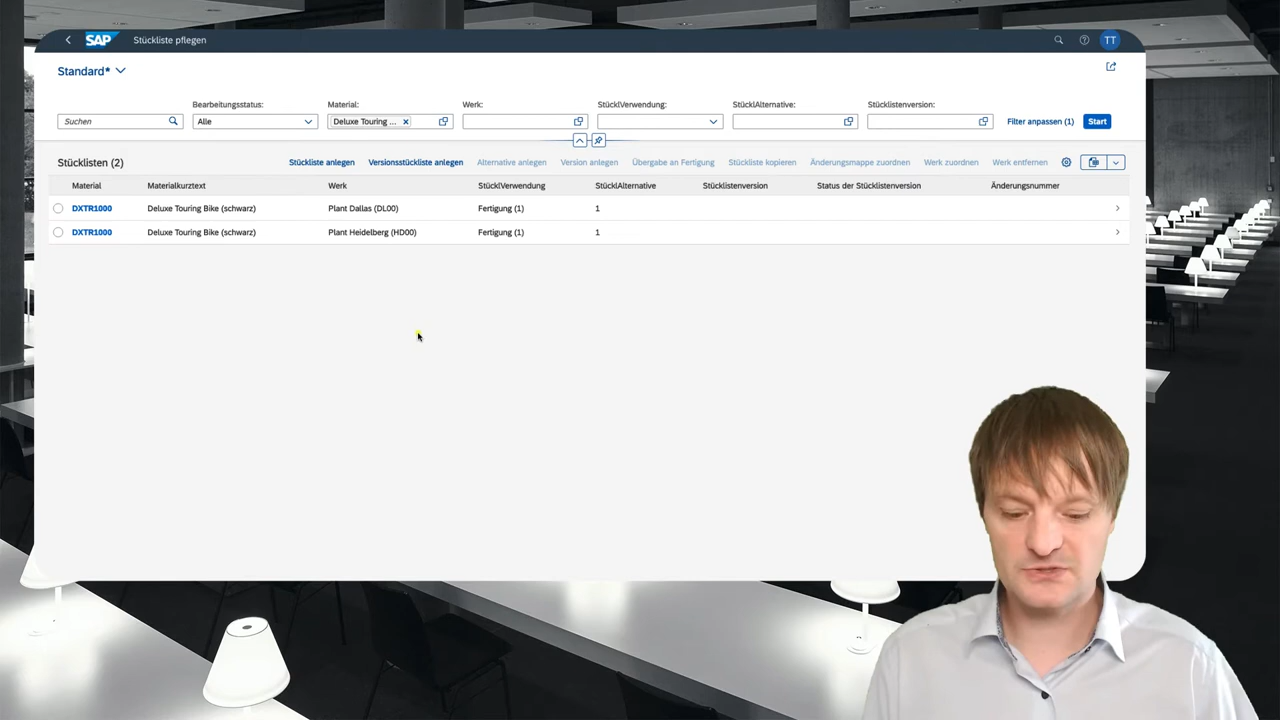 SAP Stückliste pflegen TT
Standard*
Bearbeitungsstatus: Material: Werk: StücklVerwendung: StücklAlternative: Stücklistenversion:
Suchen Alle Deluxe Touring ... Filter anpassen (1) Start
Stücklisten (2) Stückliste anlegen Versionsstückliste anlegen Alternative anlegen Version anlegen Übergabe an Fertigung Stückliste kopieren Änderungsmappe zuordnen Werk zuordnen Werk entfernen
Material Materialkurztext Werk StücklVerwendung StücklAlternative Stücklistenversion Status der Stücklistenversion Änderungsnummer
DXTR1000 Deluxe Touring Bike (schwarz) Plant Dallas (DL00) Fertigung (1) 1
DXTR1000 Deluxe Touring Bike (schwarz) Plant Heidelberg (HD00) Fertigung (1) 1